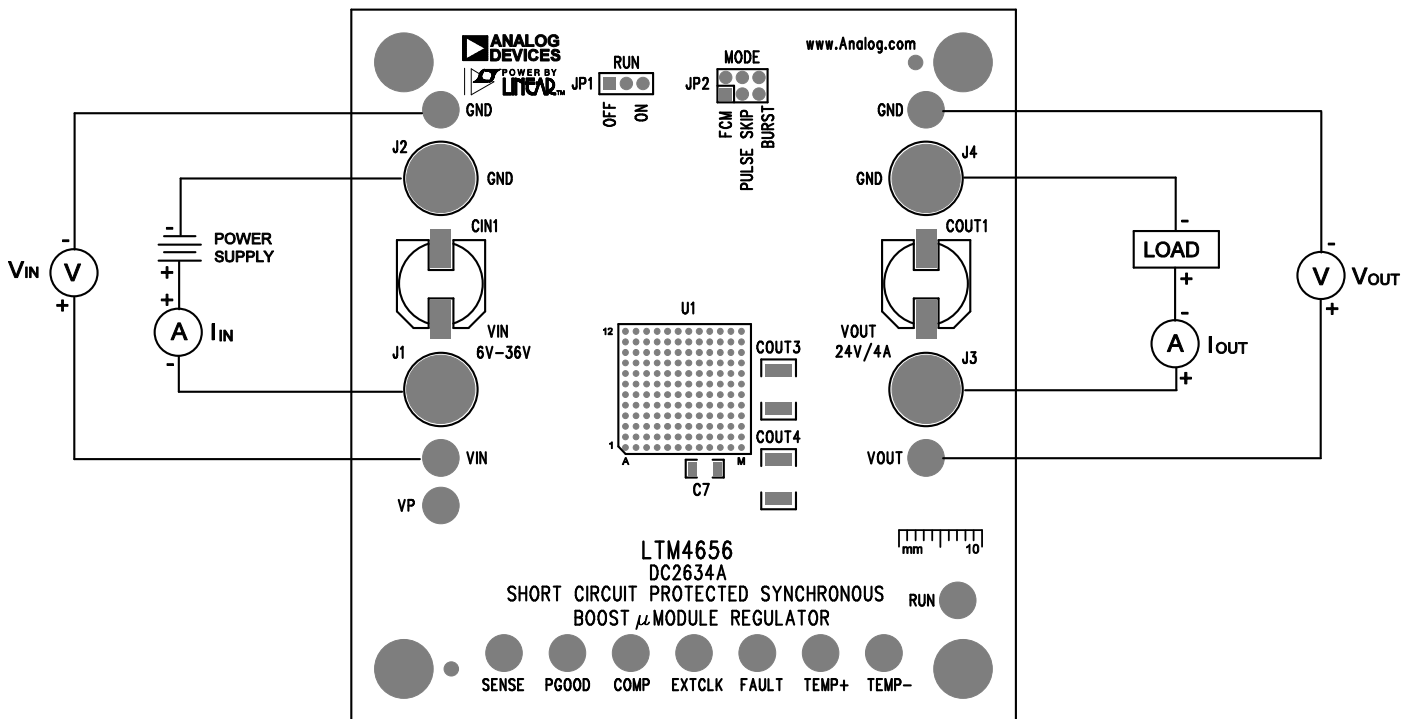 ANALOG DEVICES
POWER BY
LINEAR™
www.Analog.com
RUN
JP1
OFF
ON
MODE
JP2
FCM
PULSE SKIP
BURST
GND
GND
J2
GND
J4
GND
CIN1
COUT1
- POWER SUPPLY +
- LOAD +
VIN - V +
+ A - IIN
- V + VOUT
- A + IOUT
VIN
6V-36V
J1
U1
12
1
A
M
VOUT
24V/4A
J3
COUT3
COUT4
C7
VIN
VOUT
VP
mm 10
LTM4656
DC2634A
SHORT CIRCUIT PROTECTED SYNCHRONOUS
BOOST µMODULE REGULATOR
RUN
SENSE PGOOD COMP EXTCLK FAULT TEMP+ TEMP-